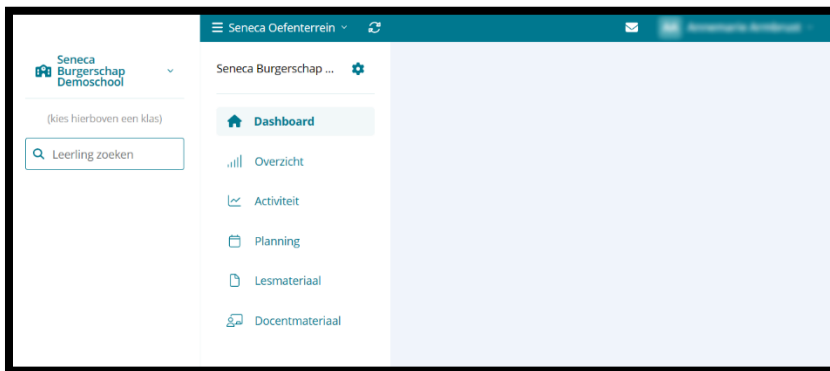 Seneca Oefenterrein
Seneca
Burgerschap
Demoschool
(kies hierboven een klas)
Leerling zoeken
Seneca Burgerschap ...
Dashboard
Overzicht
Activiteit
Planning
Lesmateriaal
Docentmateriaal